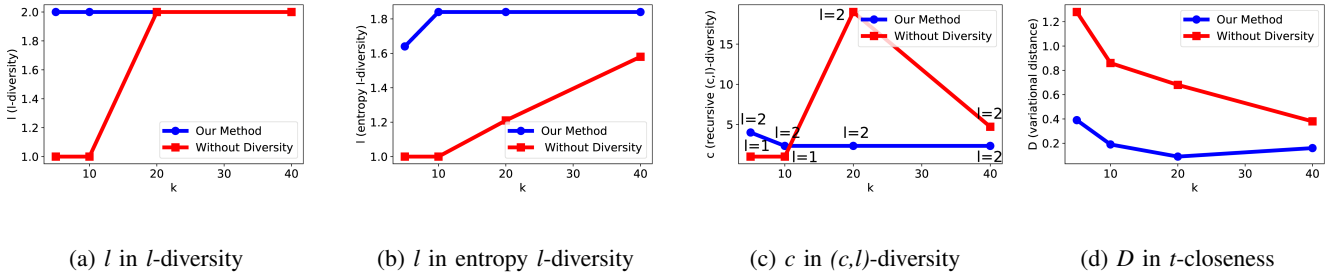 2.0
1.8
1.6
1.4
1.2
1.0
l (l-diversity)
10 20 30 40
k
Our Method
Without Diversity
1.8
1.6
1.4
1.2
1.0
l (entropy l-diversity)
10 20 30 40
k
Our Method
Without Diversity
15
10
5
c (recursive (c,l)-diversity)
l=2
l=1
l=2
l=1
l=2
l=2
l=2
l=2
10 20 30 40
k
Our Method
Without Diversity
1.2
1.0
0.8
0.6
0.4
0.2
D (variational distance)
10 20 30 40
k
Our Method
Without Diversity
(a) l in l-diversity
(b) l in entropy l-diversity
(c) c in (c,l)-diversity
(d) D in t-closeness